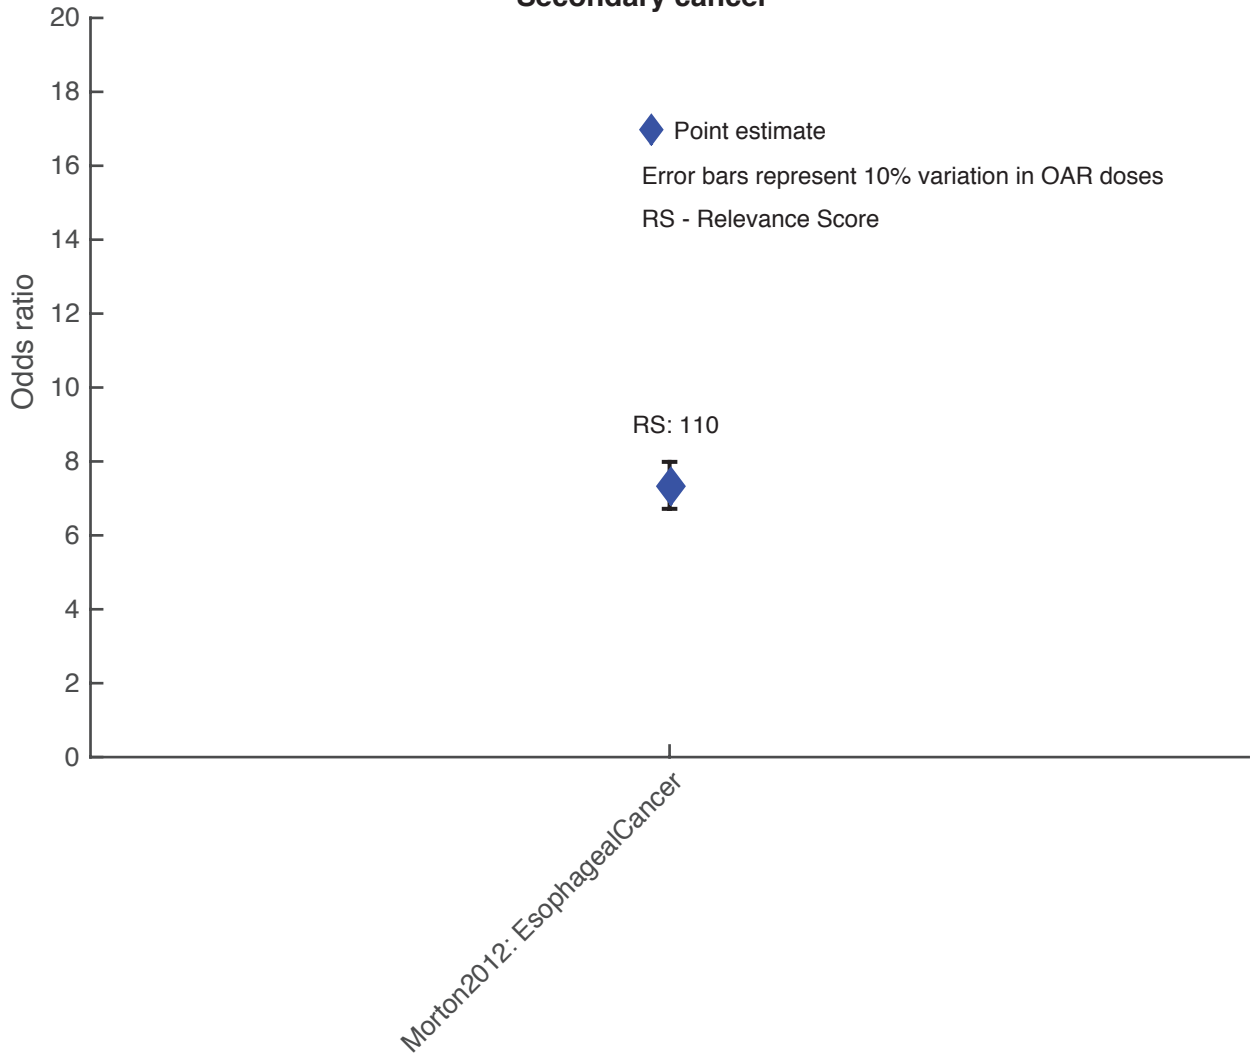 Secondary cancer
20
18
16
14
12
10
8
6
4
2
0
Odds ratio
Point estimate
Error bars represent 10% variation in OAR doses
RS - Relevance Score
RS: 110
Morton2012: EsophagealCancer